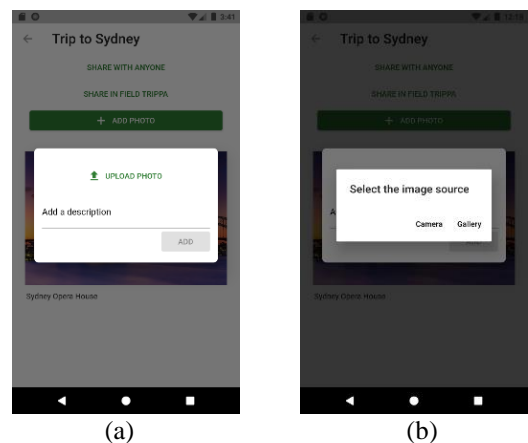 3:41
Trip to Sydney
SHARE WITH ANYONE
SHARE IN FIELD TRIPPA
+ ADD PHOTO
UPLOAD PHOTO
Add a description
ADD
Sydney Opera House
(a)
12:19
Trip to Sydney
SHARE WITH ANYONE
SHARE IN FIELD TRIPPA
+ ADD PHOTO
Select the image source
A
Camera Gallery
Sydney Opera House
(b)